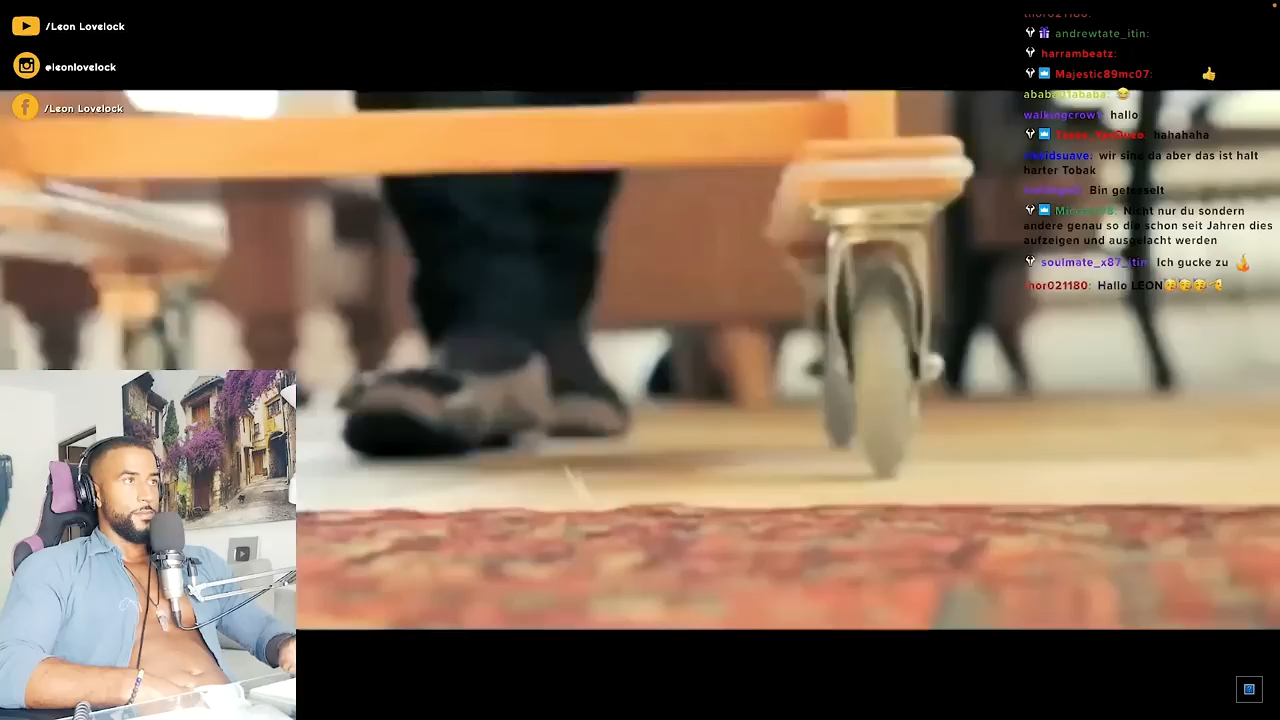 /Leon Lovelock
@leonlovelock
/Leon Lovelock
thor021180:
andrewtate_itin:
harrambeatz:
Majestic89mc07:
hallo
hahahaha
wir sind da aber das ist halt
harter Tobak
Bin gefesselt
Nicht nur du sondern
andere genau so die schon seit Jahren dies
aufzeigen und ausgelacht werden
soulmate_x87_itin Ich gucke zu
thor021180: Hallo LEON